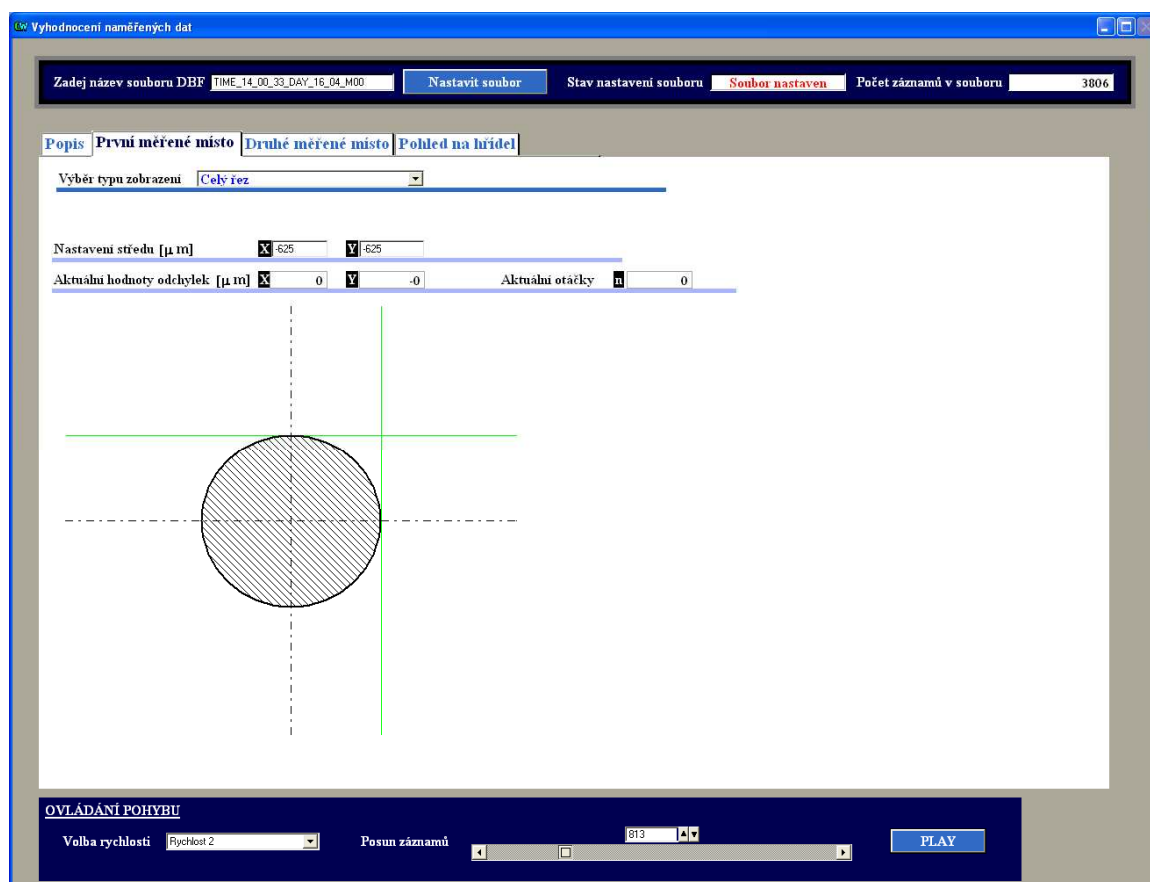 Vyhodnocení naměřených dat
Zadej název souboru DBF TIME_14_00_33_DAY_16_04_M00 Nastavit soubor Stav nastavení souboru Soubor nastaven Počet záznamů v souboru 3806
Popis První měřené místo Druhé měřené místo Pohled na hřídel
Výběr typu zobrazení Celý řez
Nastavení středu [μ m] X -625 Y -625
Aktuální hodnoty odchylek [μ m] X 0 Y -0 Aktuální otáčky n 0
OVLÁDÁNÍ POHYBU
Volba rychlosti Rychlost 2 Posun záznamů 813 PLAY